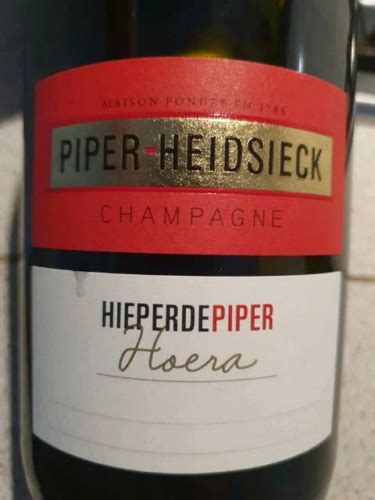 MAISON FONDÉE EN 1785
PIPER-HEIDSIECK
CHAMPAGNE
HIEPERDEPIPER
Hoera